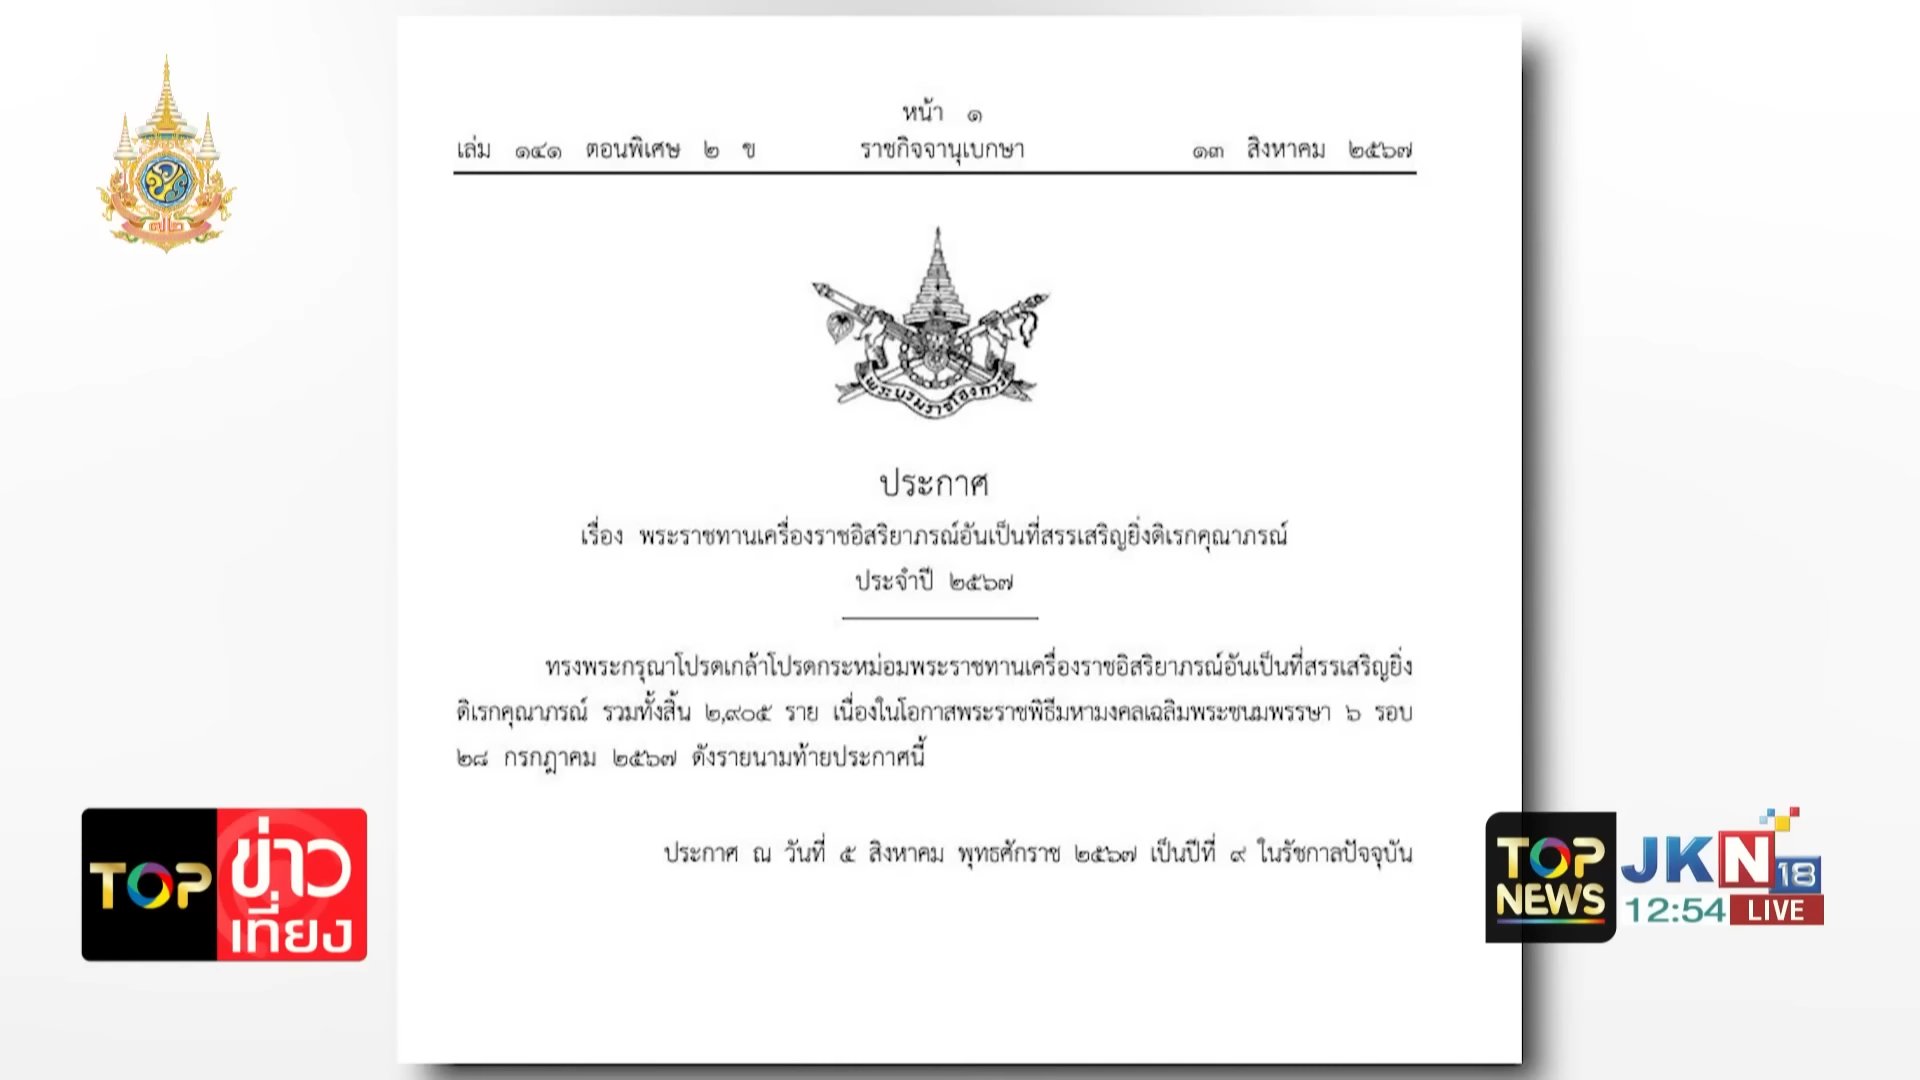 หน้า ๑
เล่ม ๑๔๑ ตอนพิเศษ ๒ ข ราชกิจจานุเบกษา ๑๓ สิงหาคม ๒๕๖๗
พระบรมราชโองการ
ประกาศ
เรื่อง พระราชทานเครื่องราชอิสริยาภรณ์อันเป็นที่สรรเสริญยิ่งดิเรกคุณาภรณ์
ประจำปี ๒๕๖๗
ทรงพระกรุณาโปรดเกล้าโปรดกระหม่อมพระราชทานเครื่องราชอิสริยาภรณ์อันเป็นที่สรรเสริญยิ่ง
ดิเรกคุณาภรณ์ รวมทั้งสิ้น ๒,๙๐๕ ราย เนื่องในโอกาสพระราชพิธีมหามงคลเฉลิมพระชนมพรรษา ๖ รอบ
๒๘ กรกฎาคม ๒๕๖๗ ดังรายนามท้ายประกาศนี้
ประกาศ ณ วันที่ ๕ สิงหาคม พุทธศักราช ๒๕๖๗ เป็นปีที่ ๙ ในรัชกาลปัจจุบัน
๗๒
TOP ข่าว
เที่ยง
TOP
NEWS
JKN 18
12:54 LIVE